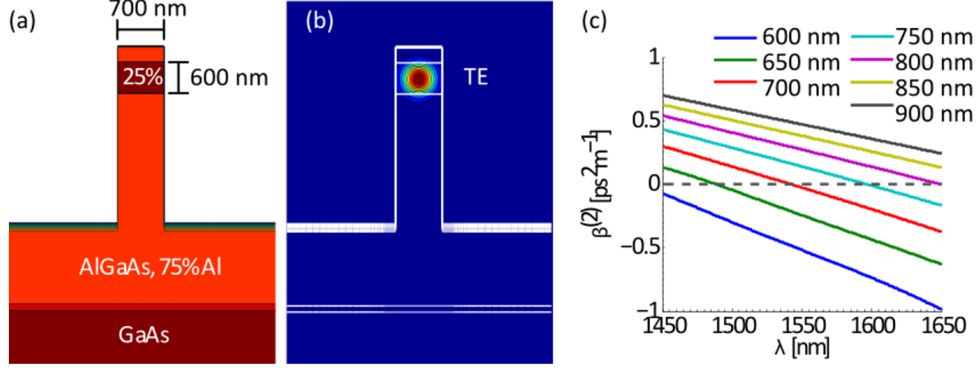 (a)
700 nm
25%
600 nm
AlGaAs, 75%Al
GaAs
(b)
TE
(c)
600 nm
650 nm
700 nm
750 nm
800 nm
850 nm
900 nm
1
0.5
0
−0.5
−1
β(2) [ps2m−1]
1450 1500 1550 1600 1650
λ [nm]